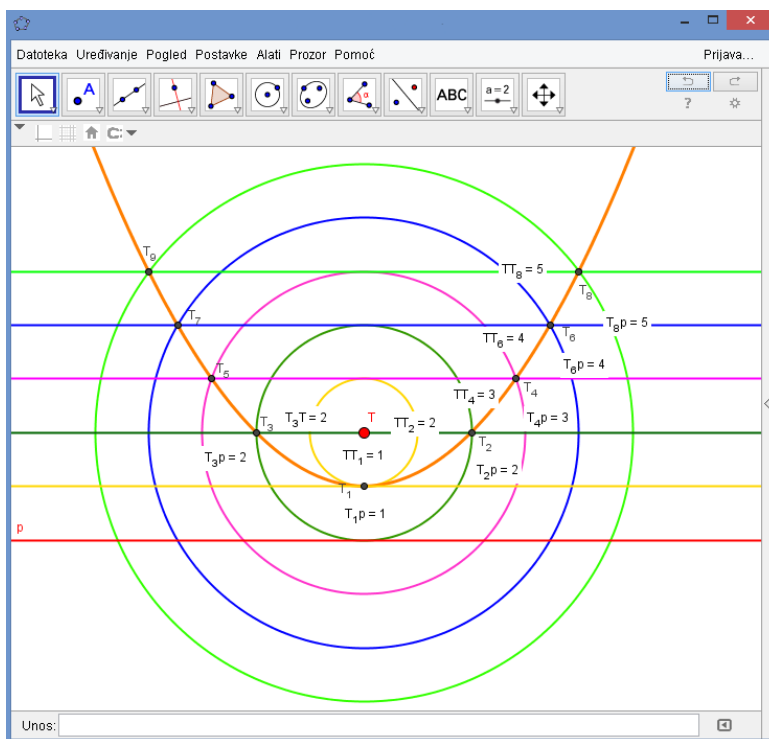 Datoteka Uređivanje Pogled Postavke Alati Prozor Pomoć Prijava...
A α ABC a = 2
?
T₉ TT₈ = 5 T₈
T₇ T₆ T₈p = 5
TT₆ = 4 T₆p = 4
T₅ T₄
TT₄ = 3
T₃ T₃T = 2 T TT₂ = 2 T₂ T₄p = 3
T₃p = 2 TT₁ = 1 T₂p = 2
T₁
T₁p = 1
p
Unos: